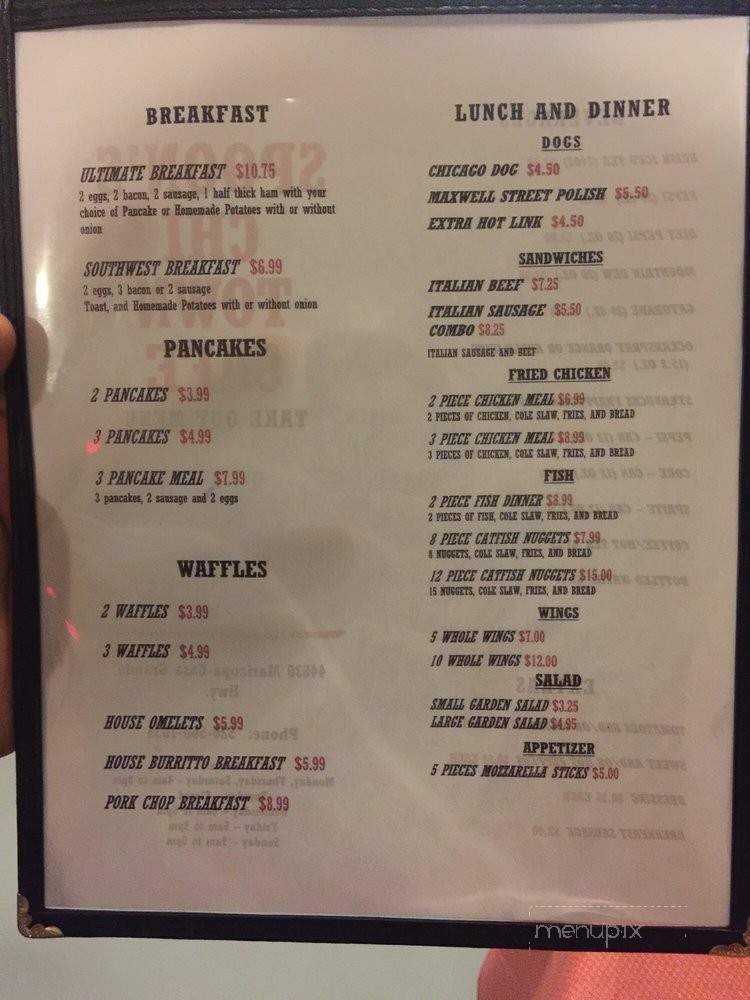 BREAKFAST
ULTIMATE BREAKFAST $10.75
2 eggs, 2 bacon, 2 sausage, 1 half thick ham with your
choice of Pancake or Homemade Potatoes with or without
onion
SOUTHWEST BREAKFAST $6.99
2 eggs, 3 bacon or 2 sausage
Toast, and Homemade Potatoes with or without onion
PANCAKES
2 PANCAKES $3.99
3 PANCAKES $4.99
3 PANCAKE MEAL $7.99
3 pancakes, 2 sausage and 2 eggs
WAFFLES
2 WAFFLES $3.99
3 WAFFLES $4.99
HOUSE OMELETS $5.99
HOUSE BURRITTO BREAKFAST $5.99
PORK CHOP BREAKFAST $8.99
LUNCH AND DINNER
DOGS
CHICAGO DOG $4.50
MAXWELL STREET POLISH $5.50
EXTRA HOT LINK $4.50
SANDWICHES
ITALIAN BEEF $7.25
ITALIAN SAUSAGE $5.50
COMBO $8.25
ITALIAN SAUSAGE AND BEEF
FRIED CHICKEN
2 PIECE CHICKEN MEAL $6.99
2 PIECES OF CHICKEN, COLE SLAW, FRIES, AND BREAD
3 PIECE CHICKEN MEAL $8.99
3 PIECES OF CHICKEN, COLE SLAW, FRIES, AND BREAD
FISH
2 PIECE FISH DINNER $8.99
2 PIECES OF FISH, COLE SLAW, FRIES, AND BREAD
8 PIECE CATFISH NUGGETS $7.99
8 NUGGETS, COLE SLAW, FRIES, AND BREAD
12 PIECE CATFISH NUGGETS $15.00
15 NUGGETS, COLE SLAW, FRIES, AND BREAD
WINGS
5 WHOLE WINGS $7.00
10 WHOLE WINGS $12.00
SALAD
SMALL GARDEN SALAD $3.25
LARGE GARDEN SALAD $4.95
APPETIZER
5 PIECES MOZZARELLA STICKS $5.00
menupix